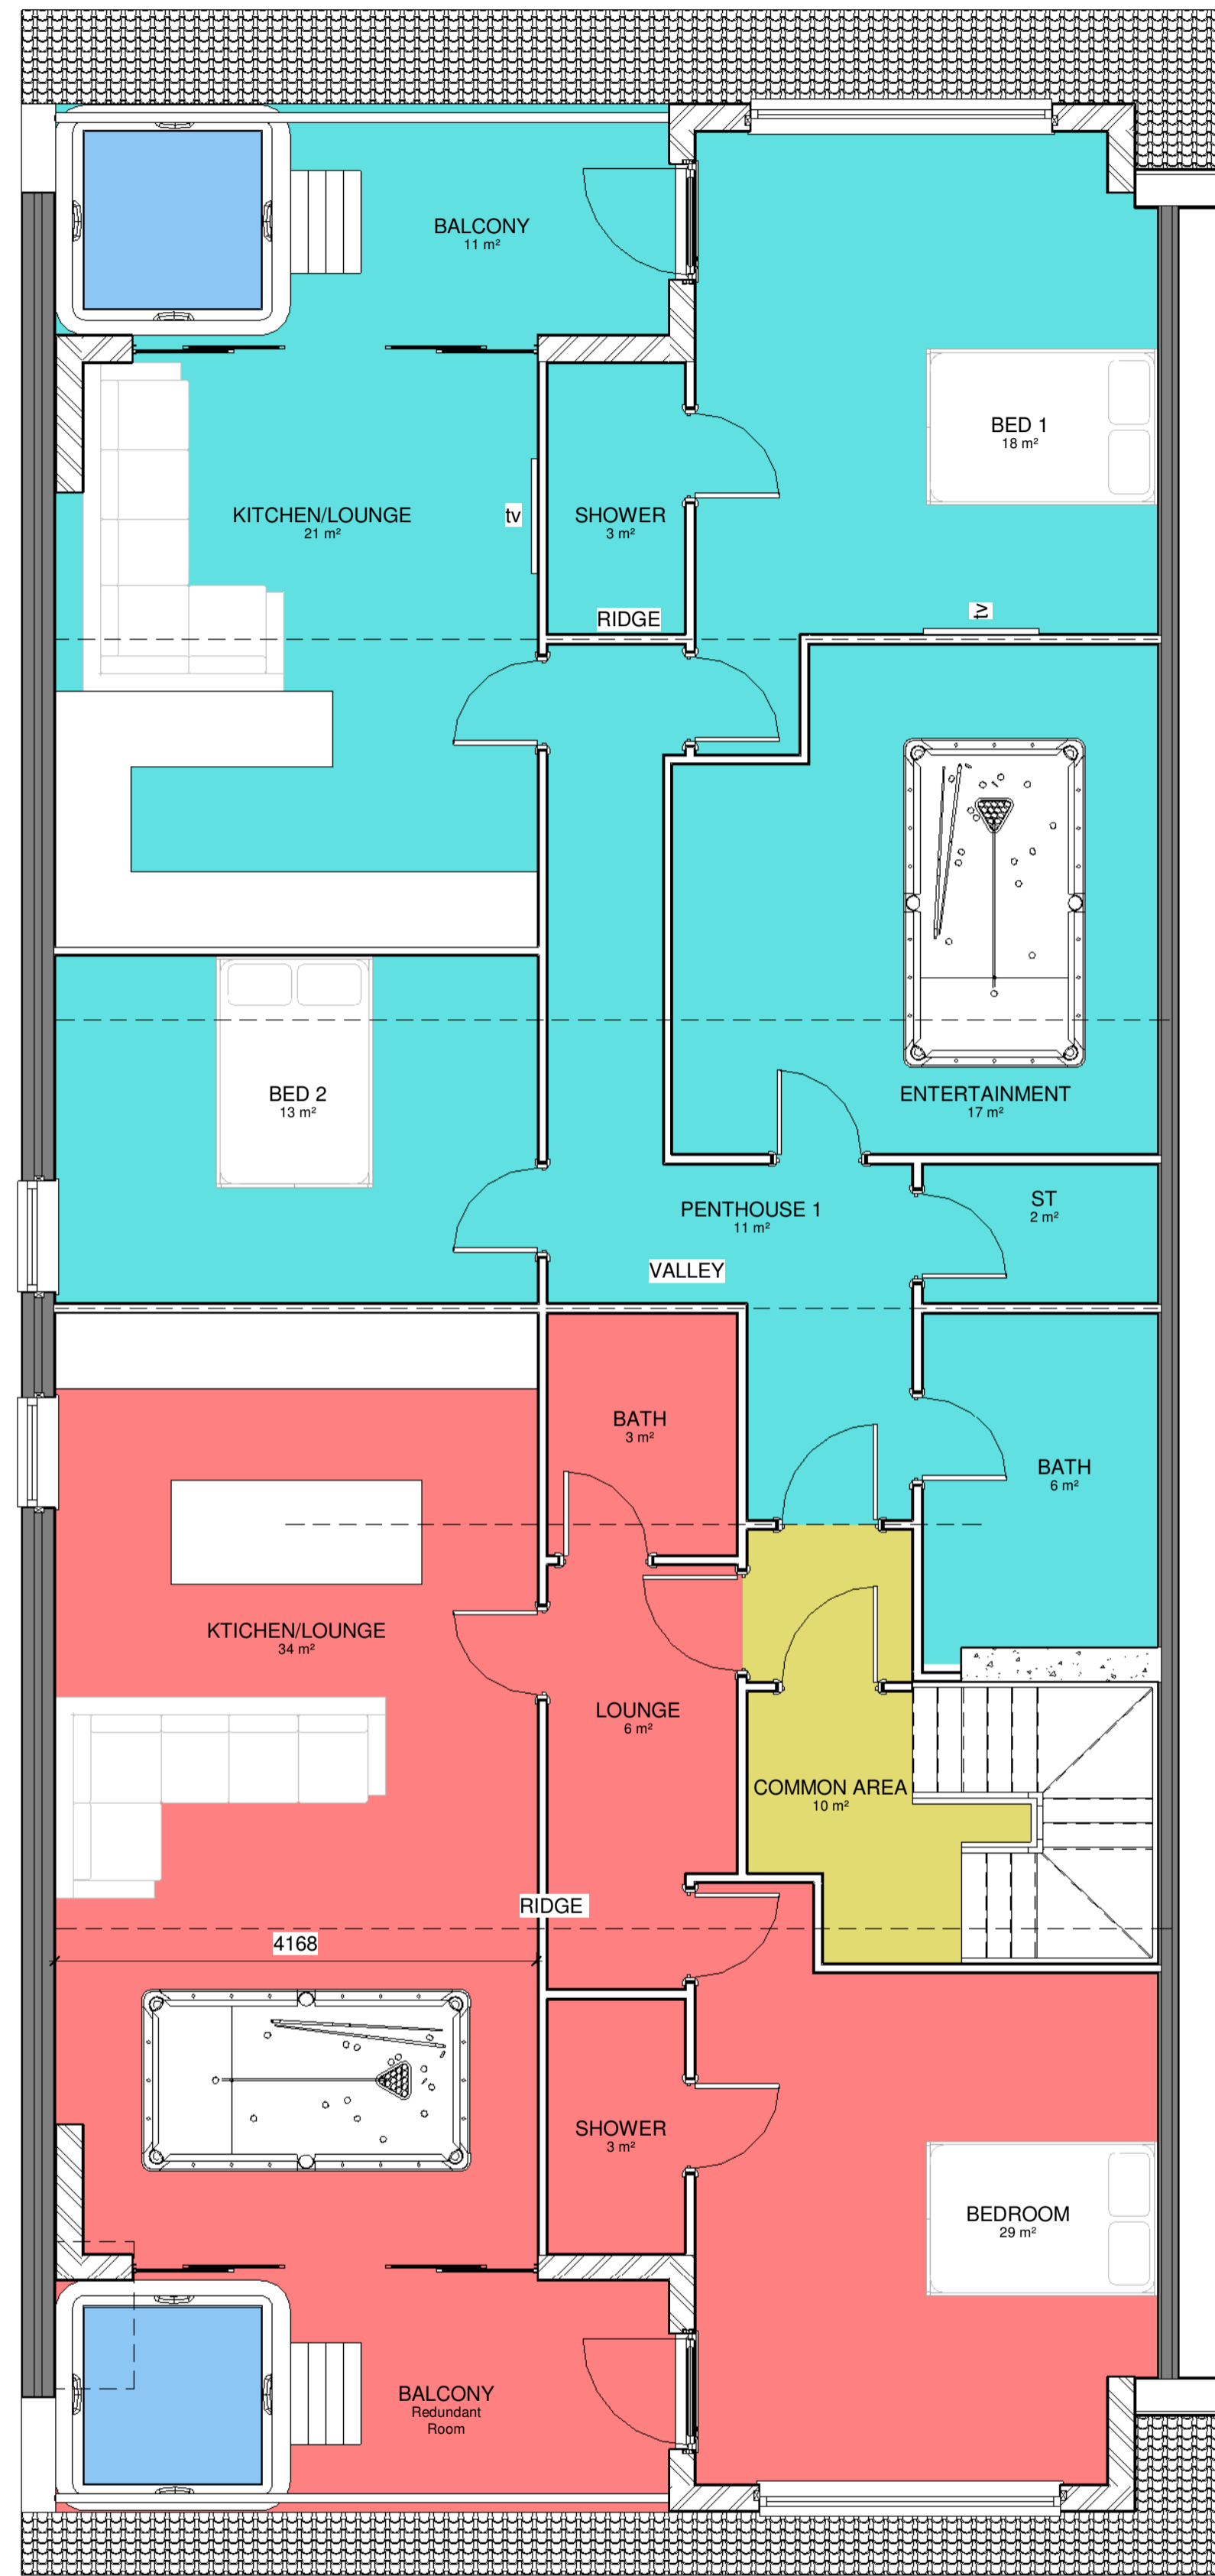 BALCONY
11 m²
BED 1
18 m²
KITCHEN/LOUNGE
21 m²
tv
SHOWER
3 m²
tv
RIDGE
BED 2
13 m²
ENTERTAINMENT
17 m²
PENTHOUSE 1
11 m²
ST
2 m²
VALLEY
BATH
3 m²
BATH
6 m²
KTICHEN/LOUNGE
34 m²
LOUNGE
6 m²
COMMON AREA
10 m²
RIDGE
4168
SHOWER
3 m²
BEDROOM
29 m²
BALCONY
Redundant
Room